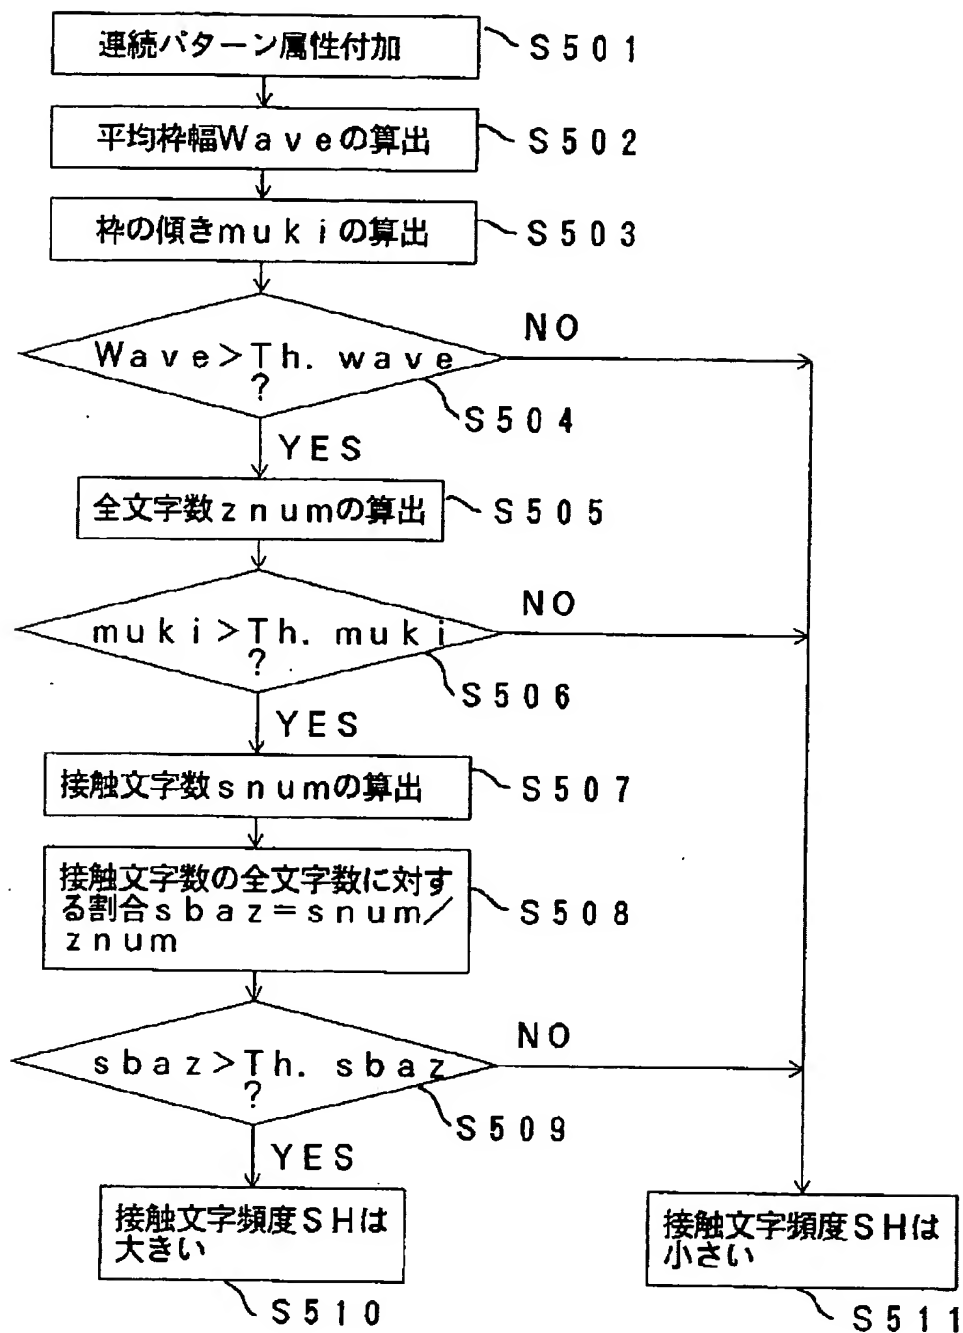 連続パターン属性付加
S501
平均枠幅Waveの算出
S502
枠の傾きmukiの算出
S503
NO
Wave>Th. wave
?
S504
YES
全文字数znumの算出
S505
NO
muki>Th. muki
?
S506
YES
接触文字数snumの算出
S507
接触文字数の全文字数に対す
る割合sbaz=snum/
znum
S508
NO
sbaz>Th. sbaz
?
S509
YES
接触文字頻度SHは
大きい
S510
接触文字頻度SHは
小さい
S511